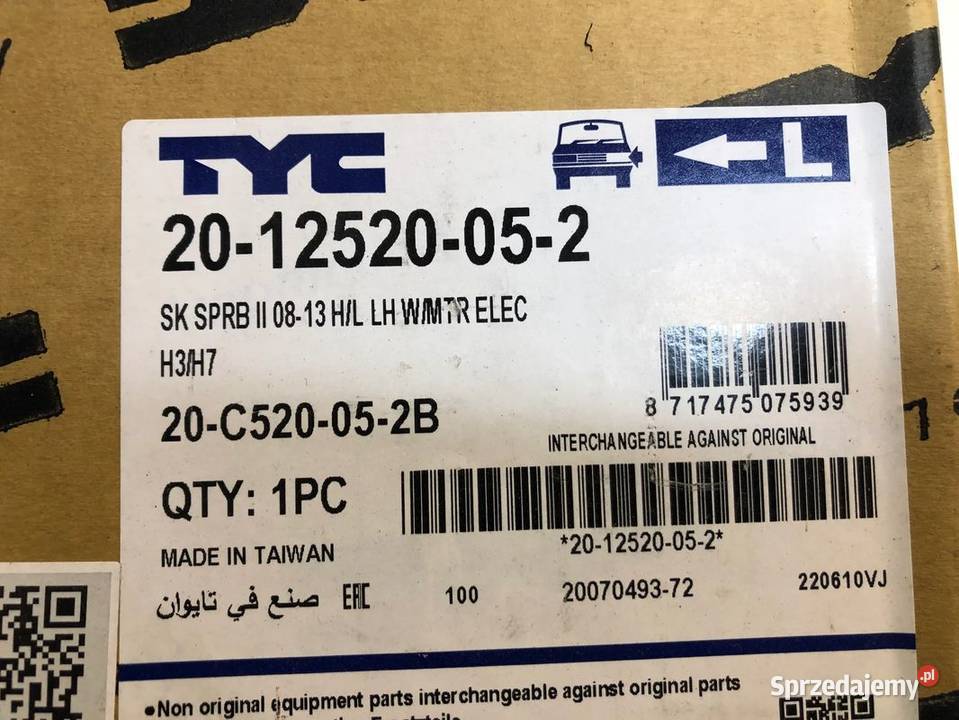 TYC
L
20-12520-05-2
SK SPRB II 08-13 H/L LH W/MTR ELEC
H3/H7
20-C520-05-2B
8 717475 075939
INTERCHANGEABLE AGAINST ORIGINAL
QTY: 1PC
*20-12520-05-2*
MADE IN TAIWAN
صنع في تايوان EAC 100 20070493-72 220610VJ
•Non original equipment parts interchangeable against original parts
Sprzedajemy.pl